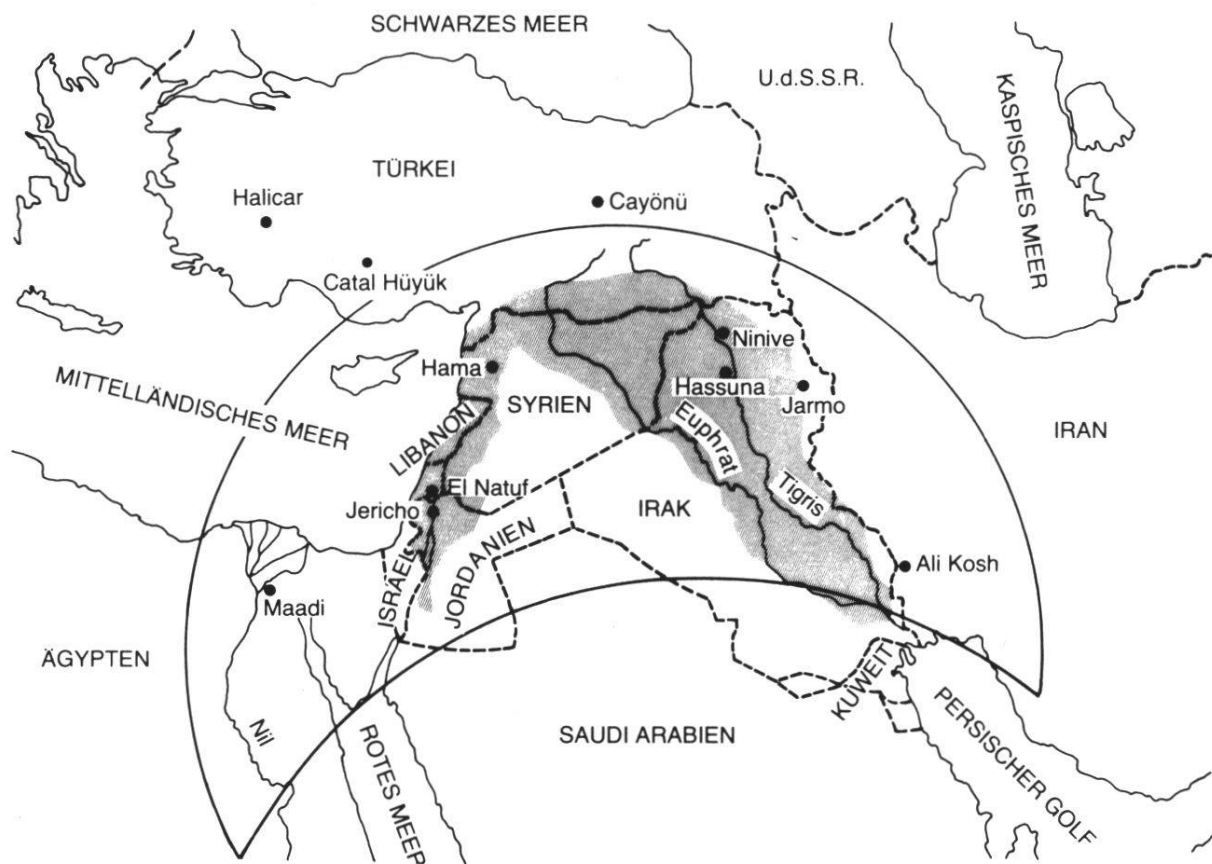 SCHWARZES MEER
U.d.S.S.R.
KASPISCHES MEER
TÜRKEI
Halicar
Cayönü
Catal Hüyük
Ninive
Hama
Hassuna
Jarmo
MITTELLÄNDISCHES MEER
SYRIEN
LIBANON
Euphrat
IRAN
El Natuf
Tigris
Jericho
IRAK
ISRAEL
JORDANIEN
Ali Kosh
Maadi
ÄGYPTEN
KUWEIT
Nil
ROTES MEER
SAUDI ARABIEN
PERSISCHER GOLF